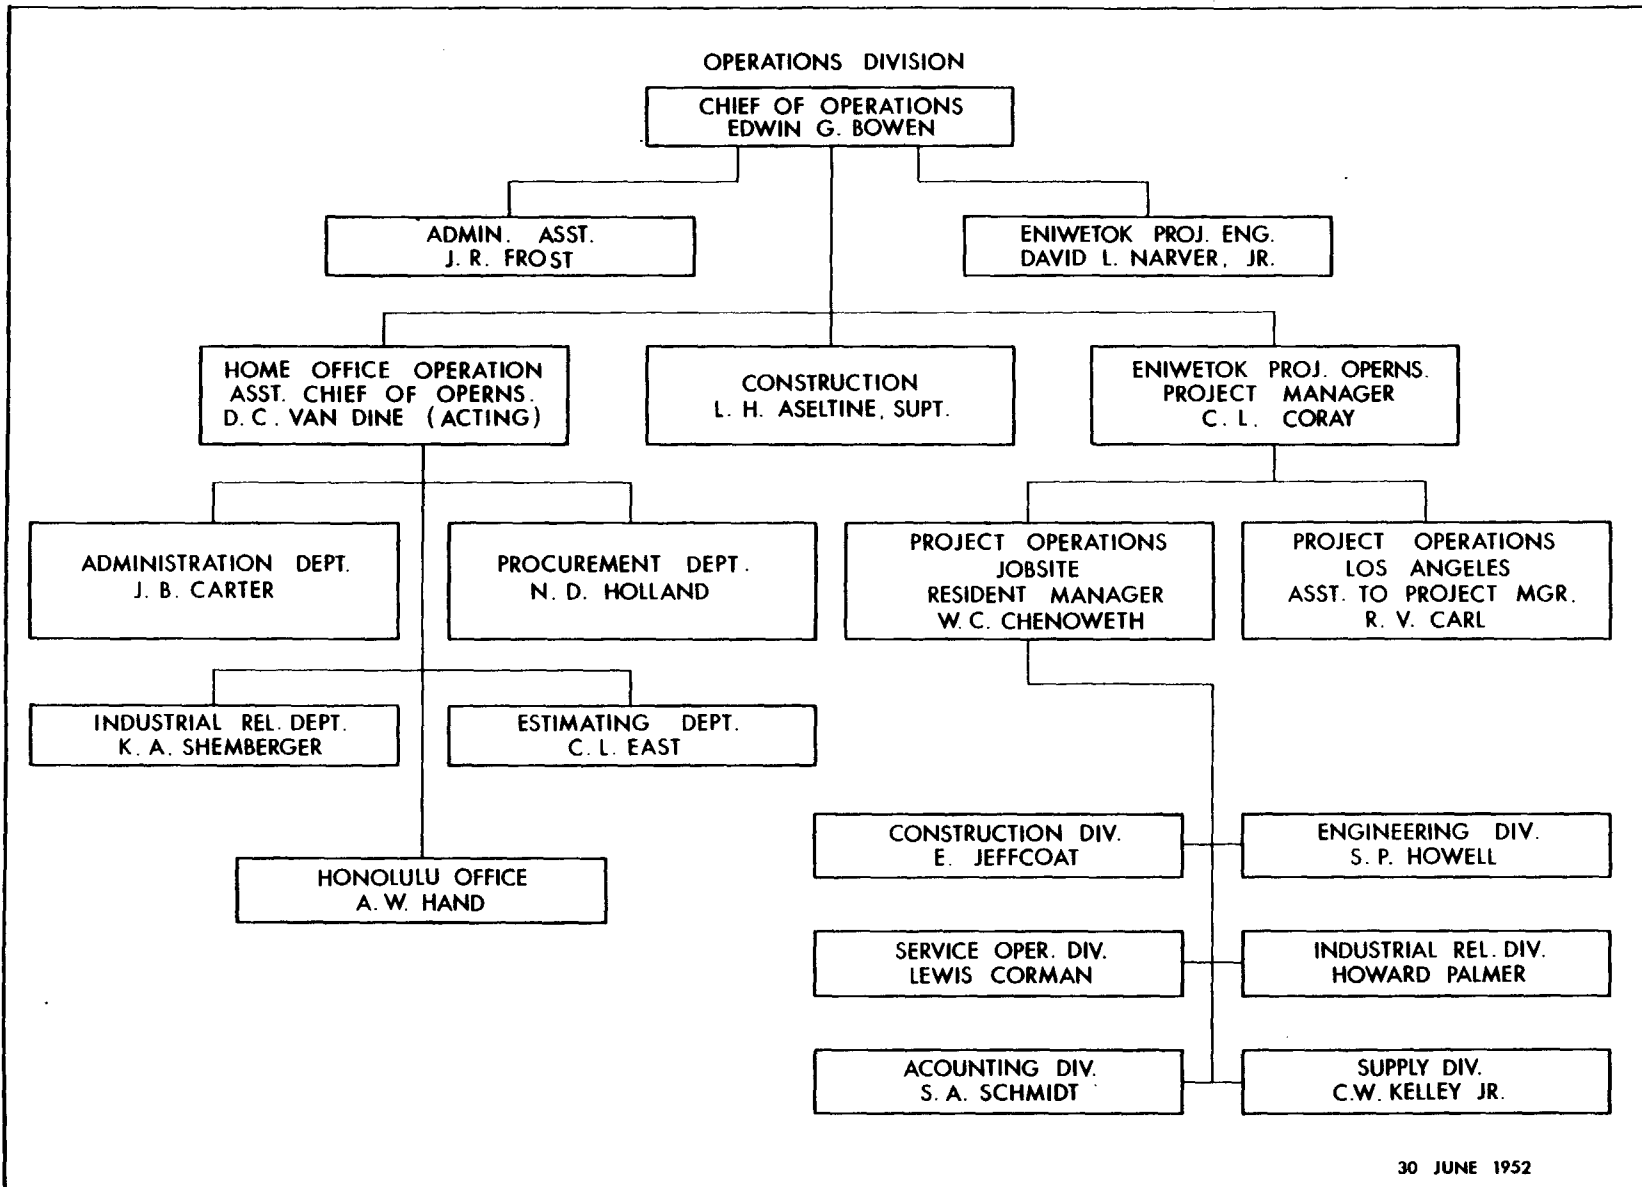 OPERATIONS DIVISION
CHIEF OF OPERATIONS
EDWIN G. BOWEN
ADMIN. ASST.
J. R. FROST
ENIWETOK PROJ. ENG.
DAVID L. NARVER, JR.
HOME OFFICE OPERATION
ASST. CHIEF OF OPERNS.
D. C. VAN DINE (ACTING)
CONSTRUCTION
L. H. ASELTINE, SUPT.
ENIWETOK PROJ. OPERNS.
PROJECT MANAGER
C. L. CORAY
ADMINISTRATION DEPT.
J. B. CARTER
PROCUREMENT DEPT.
N. D. HOLLAND
PROJECT OPERATIONS
JOBSITE
RESIDENT MANAGER
W. C. CHENOWETH
PROJECT OPERATIONS
LOS ANGELES
ASST. TO PROJECT MGR.
R. V. CARL
INDUSTRIAL REL. DEPT.
K. A. SHEMBERGER
ESTIMATING DEPT.
C. L. EAST
HONOLULU OFFICE
A. W. HAND
CONSTRUCTION DIV.
E. JEFFCOAT
ENGINEERING DIV.
S. P. HOWELL
SERVICE OPER. DIV.
LEWIS CORMAN
INDUSTRIAL REL. DIV.
HOWARD PALMER
ACOUNTING DIV.
S. A. SCHMIDT
SUPPLY DIV.
C.W. KELLEY JR.
30 JUNE 1952